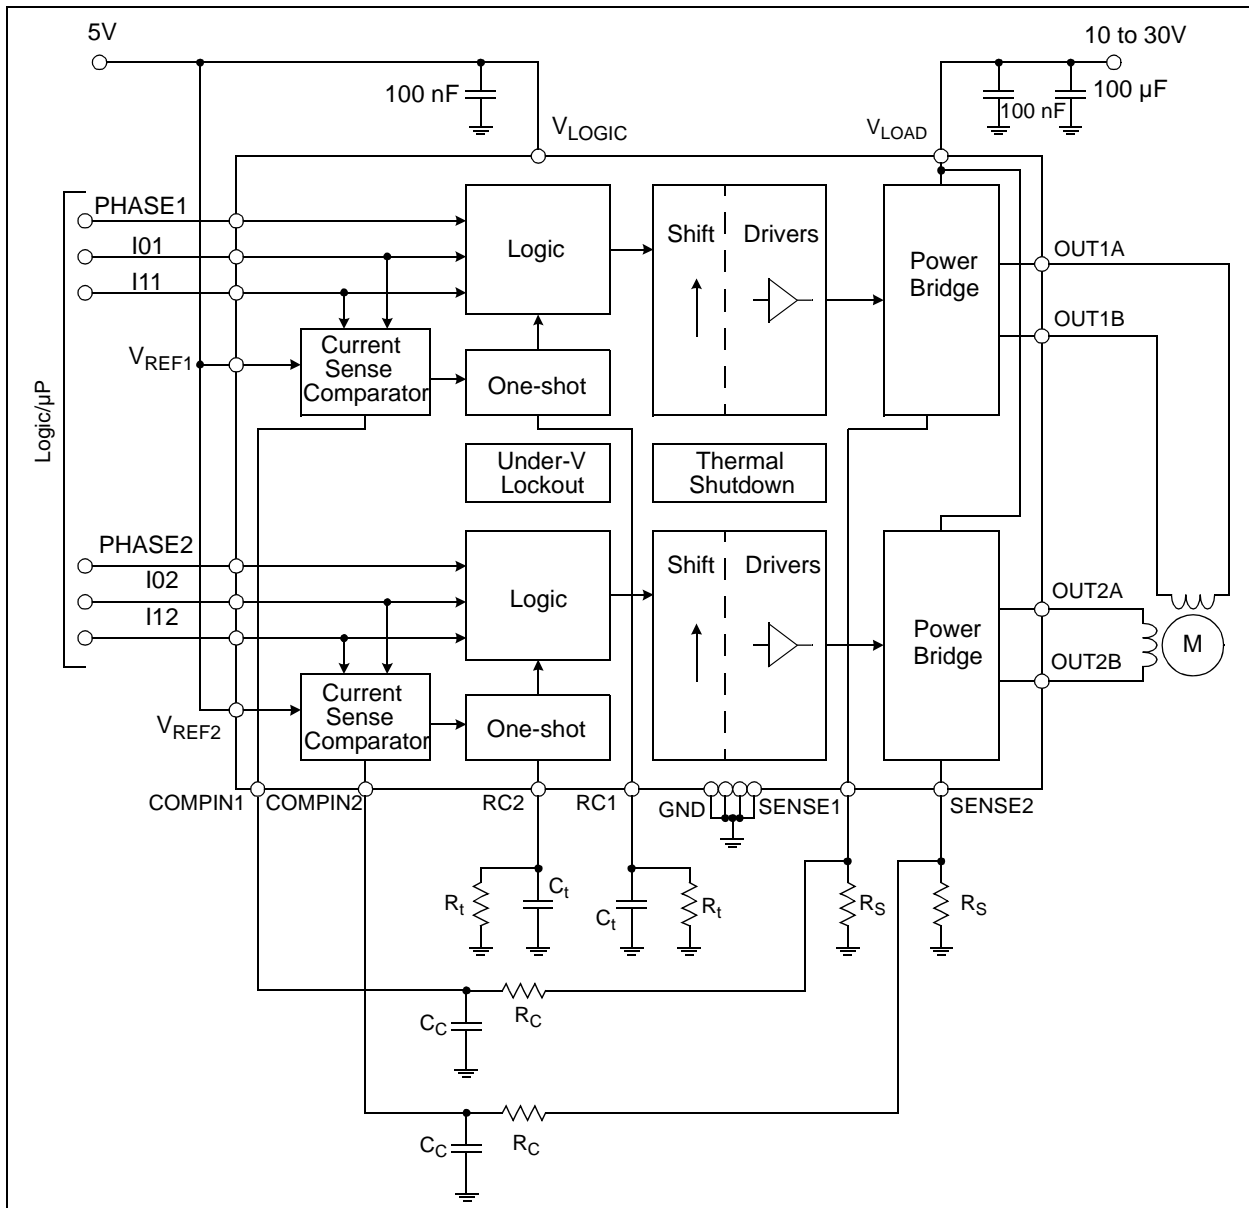 5V
10 to 30V
100 nF
100 nF
100 µF
VLOGIC
VLOAD
Logic/µP
PHASE1
I01
I11
VREF1
Logic
Current
Sense
Comparator
One-shot
Shift
Drivers
Power
Bridge
OUT1A
OUT1B
Under-V
Lockout
Thermal
Shutdown
PHASE2
I02
I12
VREF2
Logic
Current
Sense
Comparator
One-shot
Shift
Drivers
Power
Bridge
OUT2A
OUT2B
M
COMPIN1
COMPIN2
RC2
RC1
GND
SENSE1
SENSE2
Rt
Ct
Ct
Rt
RS
RS
CC
RC
CC
RC